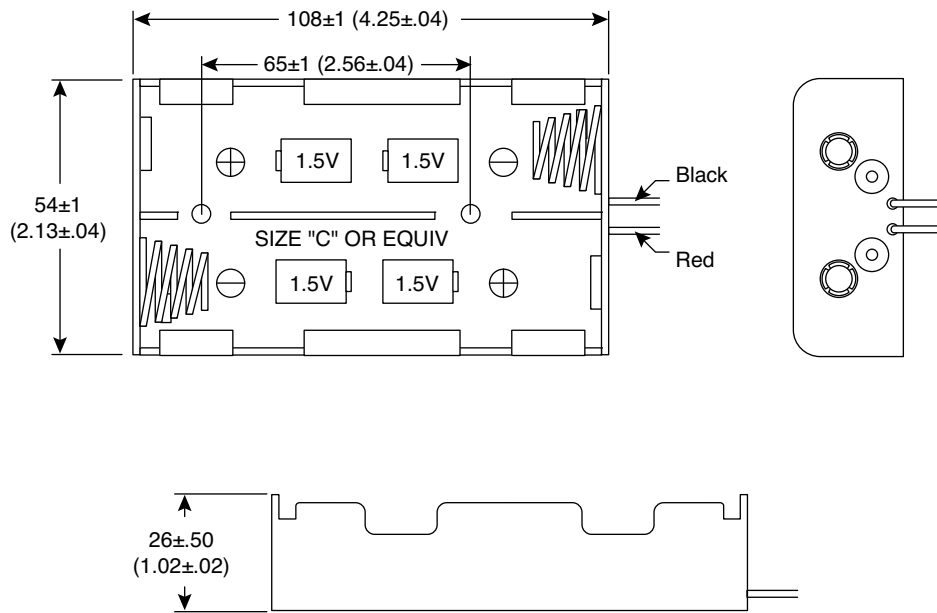 108±1 (4.25±.04)
65±1 (2.56±.04)
1.5V
1.5V
Black
54±1
(2.13±.04)
SIZE "C" OR EQUIV
Red
1.5V
1.5V
26±.50
(1.02±.02)